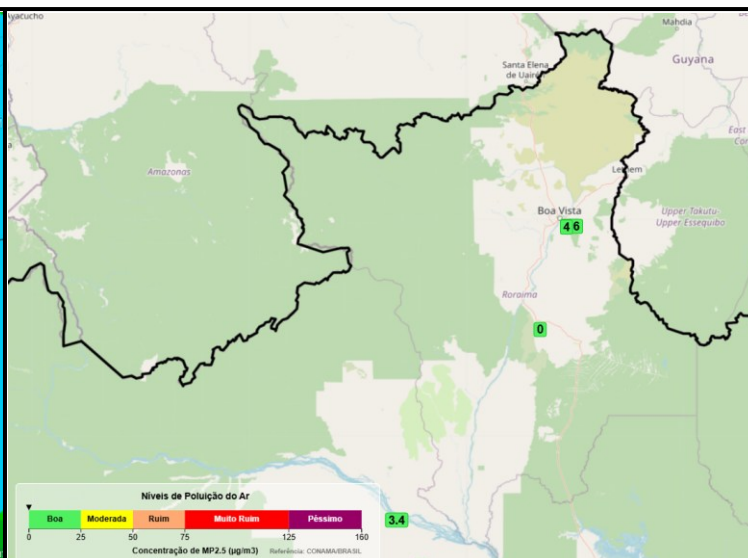 Ayacucho
Mahdia
Guyana
Santa Elena
de Uairé
East
Lethem
Amazonas
Upper Takutu
Upper Essequibo
Boa Vista
4 6
Roraima
0
3.4
Níveis de Poluição do Ar
Boa Moderada Ruim Muito Ruim Péssimo
0 25 50 75 125 160
Concentração de MP2.5 (µg/m3) Referência: CONAMA/BRASIL